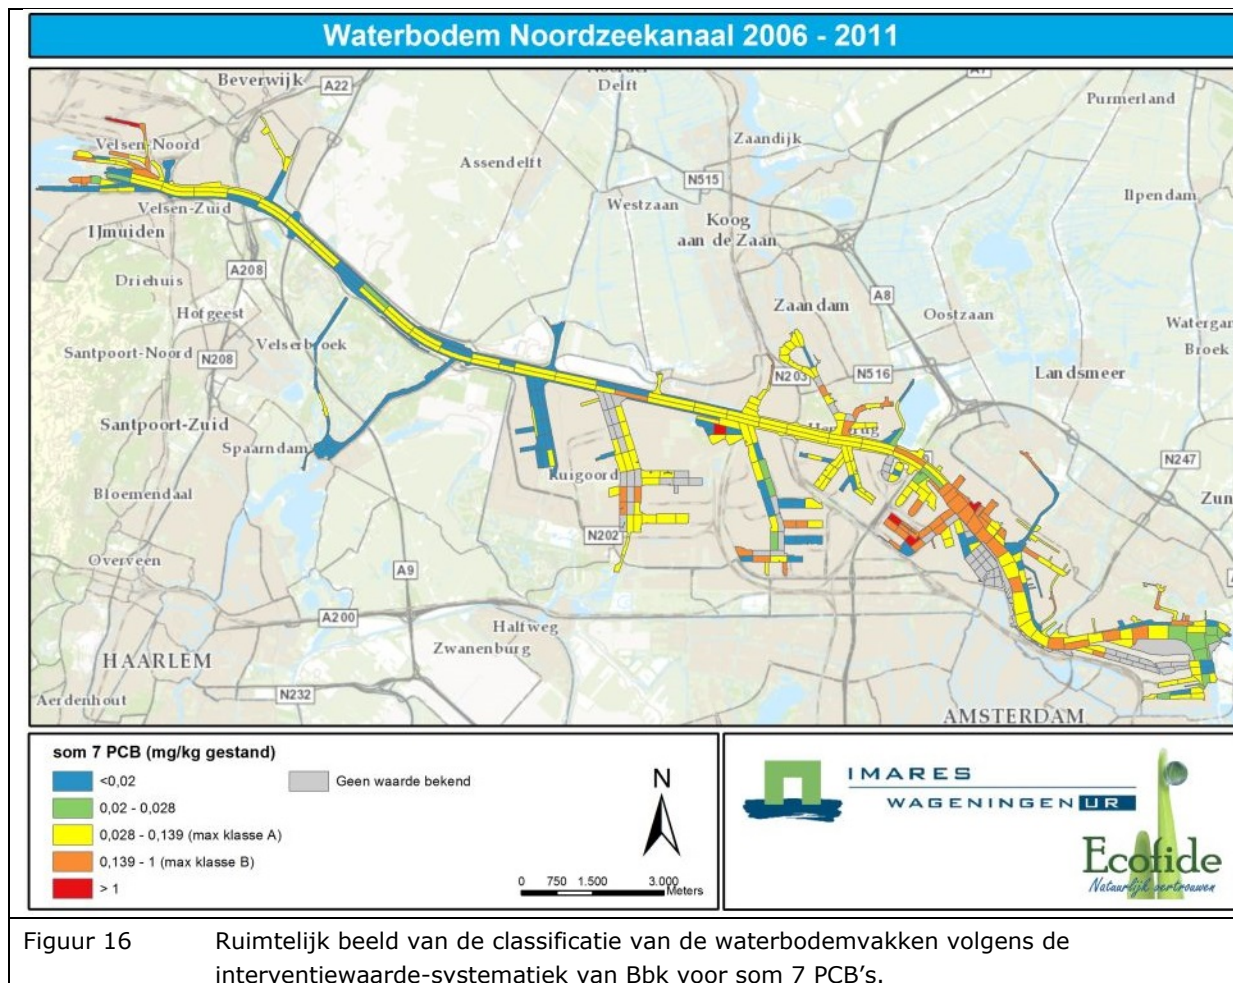 Waterbodem Noordzeekanaal 2006 - 2011
Beverwijk
A22
Delft
Purmerland
Velsen-Noord
Zaandijk
Assendelft
N515
Ilpendam
Westzaan
Velsen-Zuid
Koog
aan de Zaan
IJmuiden
A208
Driehuis
Zaandam
A8
Oostzaan
Hofgeest
Watergan
Santpoort-Noord
N208
Velserbroek
Broek
N203
N516
Landsmeer
Santpoort-Zuid
Spaarndam
N247
Ruigoord
Bloemendaal
Zun
N202
Overveen
A9
A200
Halfweg
Zwanenburg
HAARLEM
N232
Aerdenhout
AMSTERDAM
som 7 PCB (mg/kg gestand)
<0,02
Geen waarde bekend
0,02 - 0,028
0,028 - 0,139 (max klasse A)
0,139 - 1 (max klasse B)
> 1
N
0 750 1.500 3.000
Meters
IMARES
WAGENINGEN UR
Ecofide
Natuurlijk vertrouwen
Figuur 16 Ruimtelijk beeld van de classificatie van de waterbodemvakken volgens de
interventiewaarde-systematiek van Bbk voor som 7 PCB's.